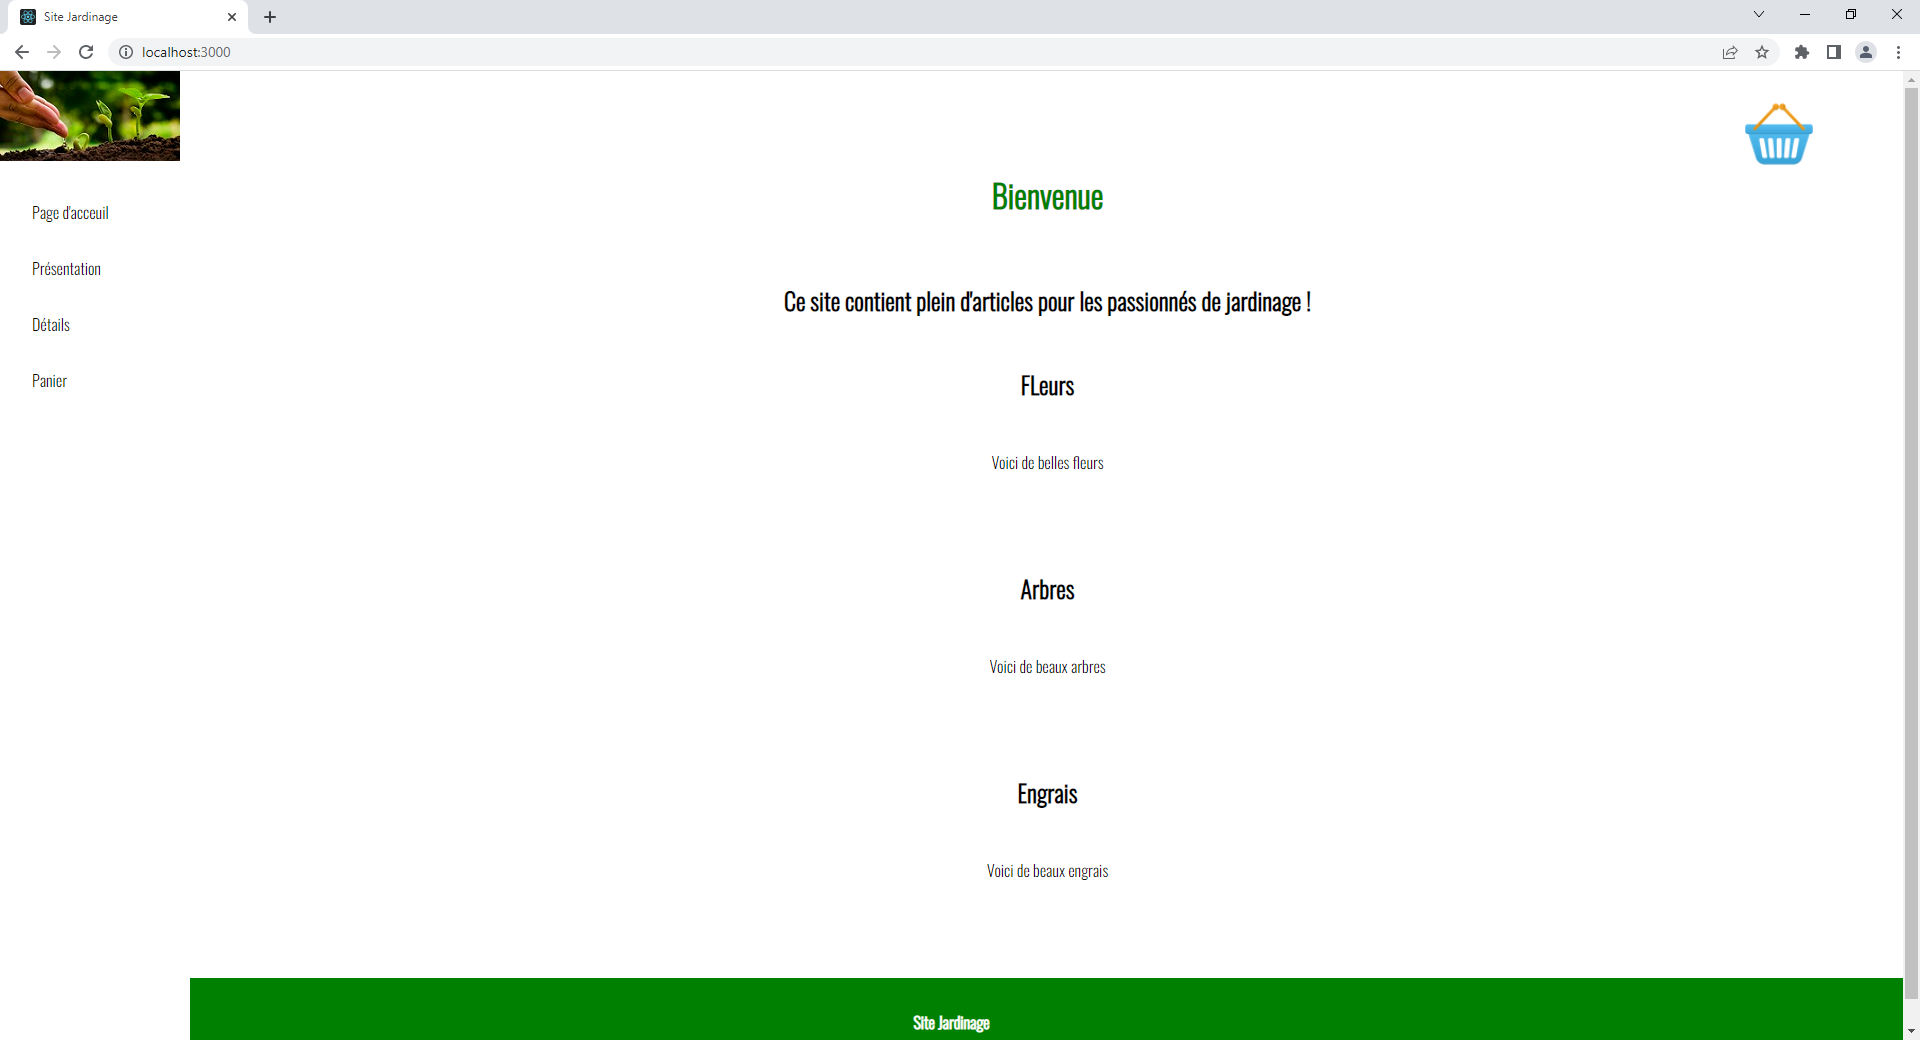 Site Jardinage
localhost:3000
Page d'acceuil
Présentation
Détails
Panier
Bienvenue
Ce site contient plein d'articles pour les passionnés de jardinage !
FLeurs
Voici de belles fleurs
Arbres
Voici de beaux arbres
Engrais
Voici de beaux engrais
Site Jardinage